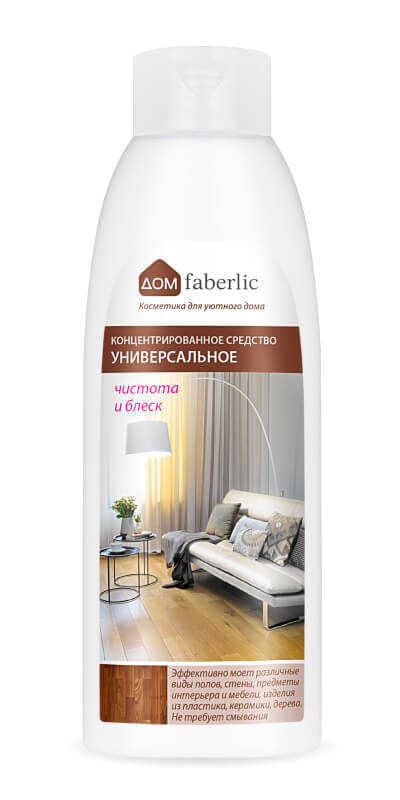 ДОМ faberlic
Косметика для уютного дома
КОНЦЕНТРИРОВАННОЕ СРЕДСТВО
УНИВЕРСАЛЬНОЕ
чистота
и блеск
Эффективно моет различные
виды полов, стены, предметы
интерьера и мебели, изделия
из пластика, керамики, дерева.
Не требует смывания